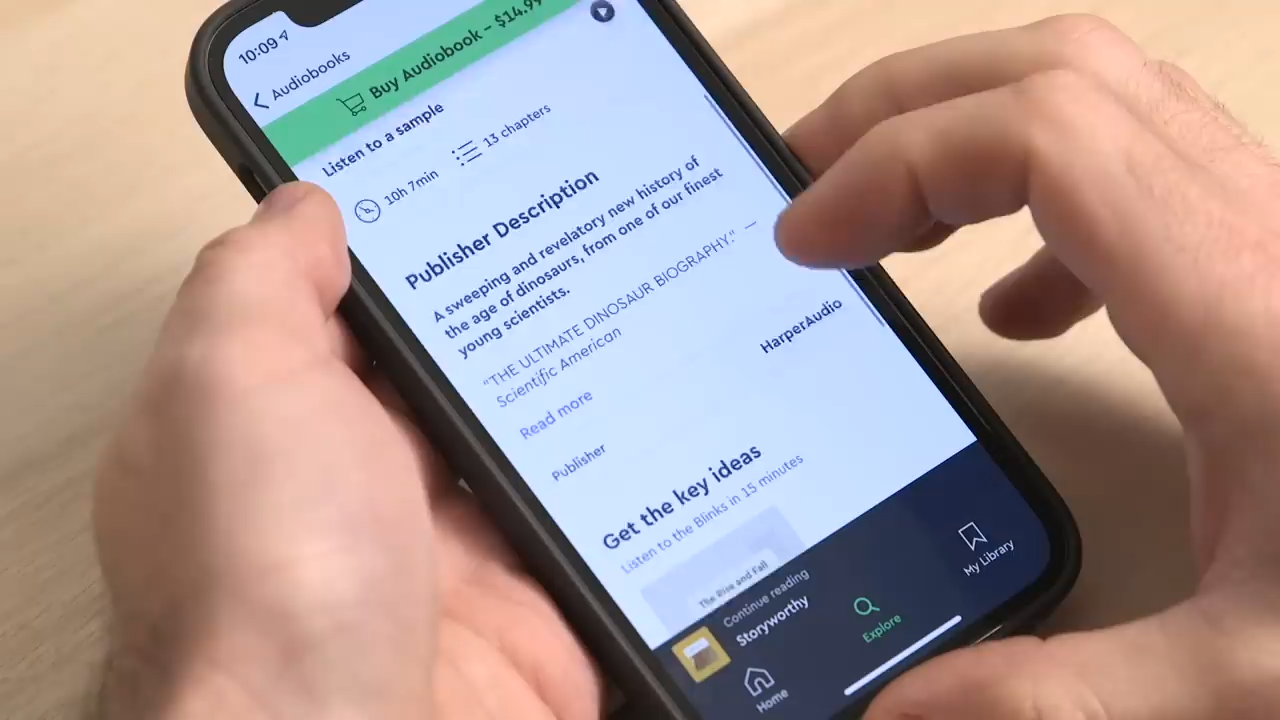 10:09
Audiobooks
Buy Audiobook – $14.99
Listen to a sample
10h 7min
13 chapters
Publisher Description
A sweeping and revelatory new history of
the age of dinosaurs, from one of our finest
young scientists.
"THE ULTIMATE DINOSAUR BIOGRAPHY." —
Scientific American
Read more
Publisher
HarperAudio
Get the key ideas
Listen to the Blinks in 15 minutes
The Rise and Fall
Continue reading
Storyworthy
Home
Explore
My Library